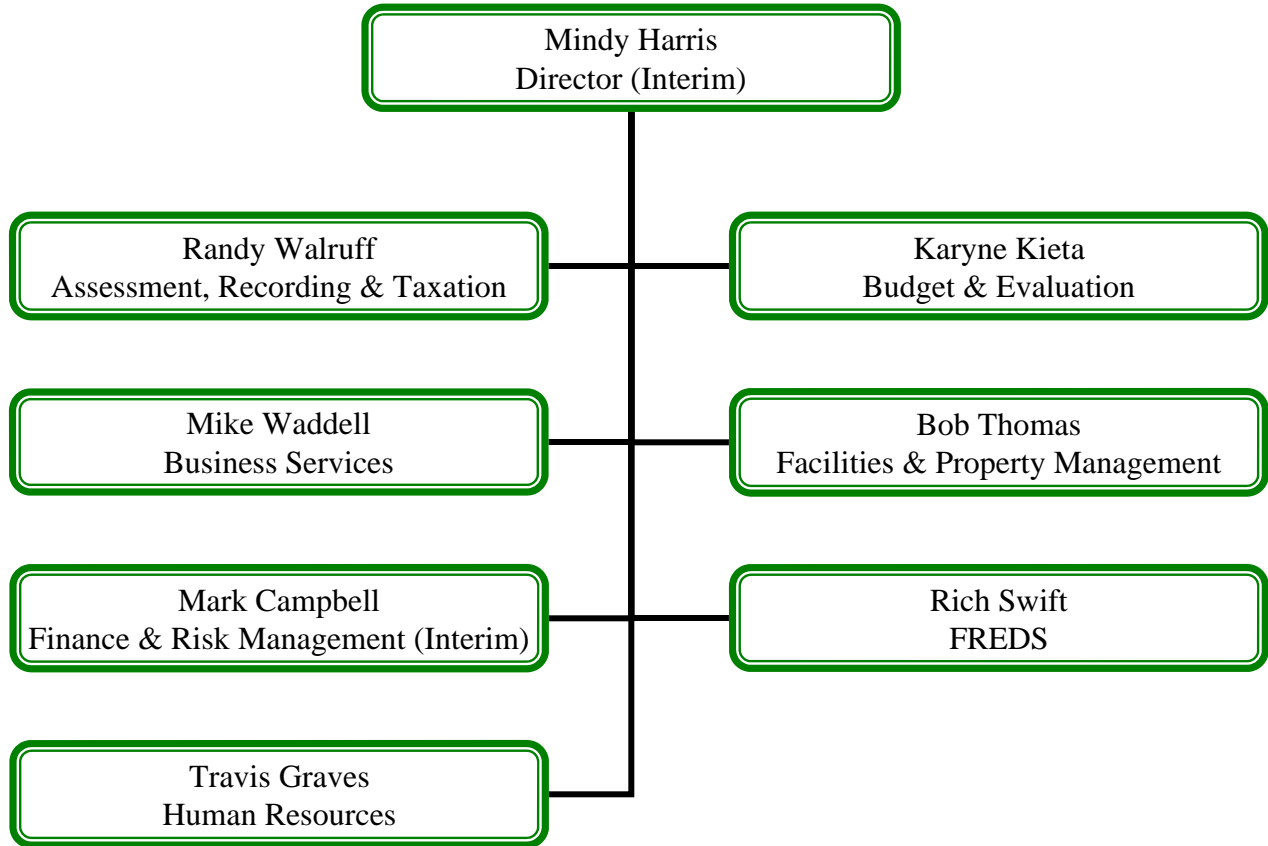 Mindy Harris
Director (Interim)
Randy Walruff
Assessment, Recording & Taxation
Karyne Kieta
Budget & Evaluation
Mike Waddell
Business Services
Bob Thomas
Facilities & Property Management
Mark Campbell
Finance & Risk Management (Interim)
Rich Swift
FREDS
Travis Graves
Human Resources